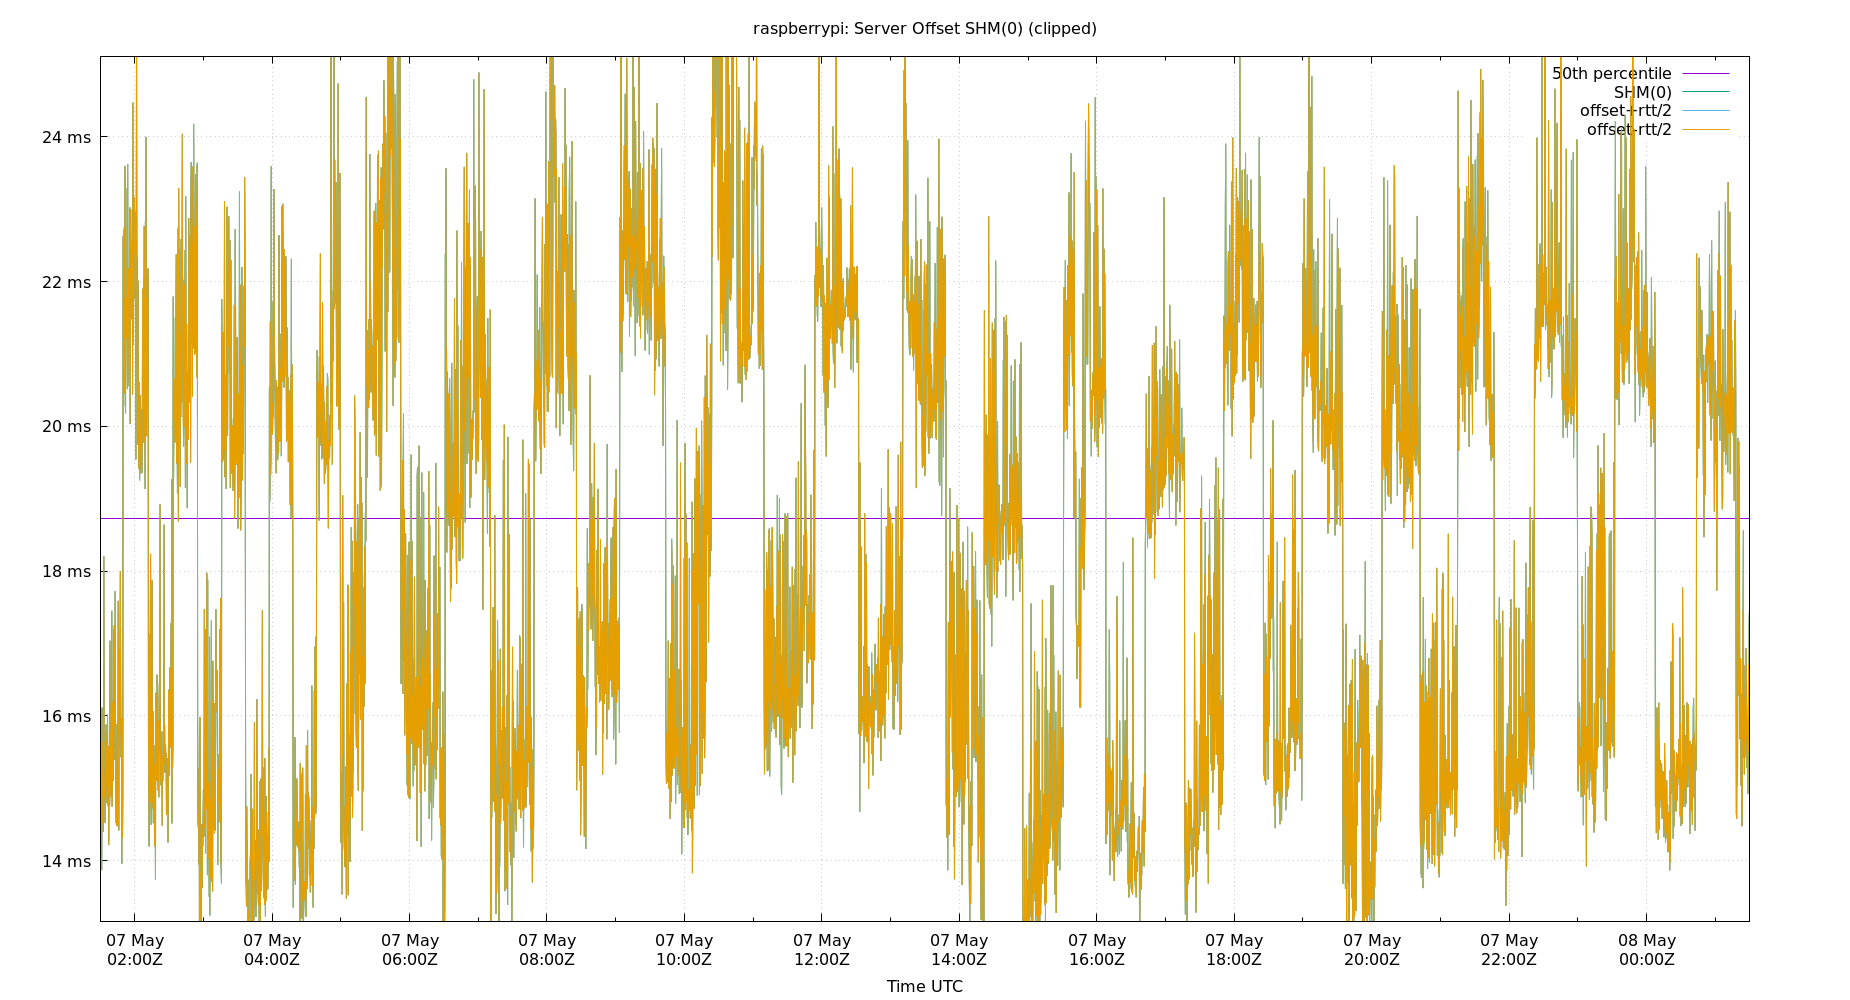 raspberrypi: Server Offset SHM(0) (clipped)
50th percentile
SHM(0)
offset+rtt/2
offset-rtt/2
24 ms
22 ms
20 ms
18 ms
16 ms
14 ms
07 May 07 May 07 May 07 May 07 May 07 May 07 May 07 May 07 May 07 May 07 May 08 May
02:00Z 04:00Z 06:00Z 08:00Z 10:00Z 12:00Z 14:00Z 16:00Z 18:00Z 20:00Z 22:00Z 00:00Z
Time UTC